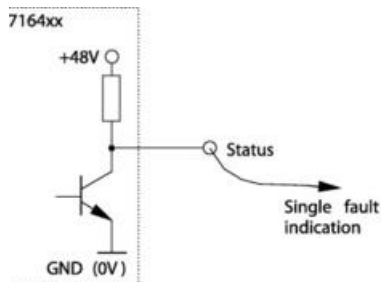 7164xx
+48V
Status
Single fault
indication
GND (0V)